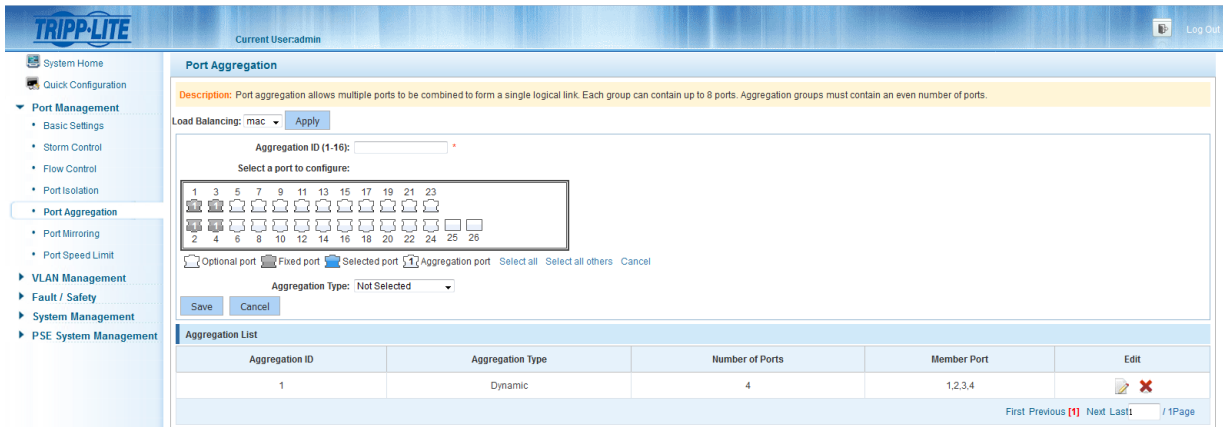 TRIPP·LITE
Current User:admin
Log Out
System Home
Quick Configuration
Port Management
Basic Settings
Storm Control
Flow Control
Port Isolation
Port Aggregation
Port Mirroring
Port Speed Limit
VLAN Management
Fault / Safety
System Management
PSE System Management
Port Aggregation
Description: Port aggregation allows multiple ports to be combined to form a single logical link. Each group can contain up to 8 ports. Aggregation groups must contain an even number of ports.
Load Balancing: mac Apply
Aggregation ID (1-16): *
Select a port to configure:
1 3 5 7 9 11 13 15 17 19 21 23
1 1
1 1
2 4 6 8 10 12 14 16 18 20 22 24 25 26
Optional port Fixed port Selected port 1 Aggregation port Select all Select all others Cancel
Aggregation Type: Not Selected
Save Cancel
Aggregation List
Aggregation ID Aggregation Type Number of Ports Member Port Edit
1 Dynamic 4 1,2,3,4
First Previous [1] Next Last 1 / 1Page